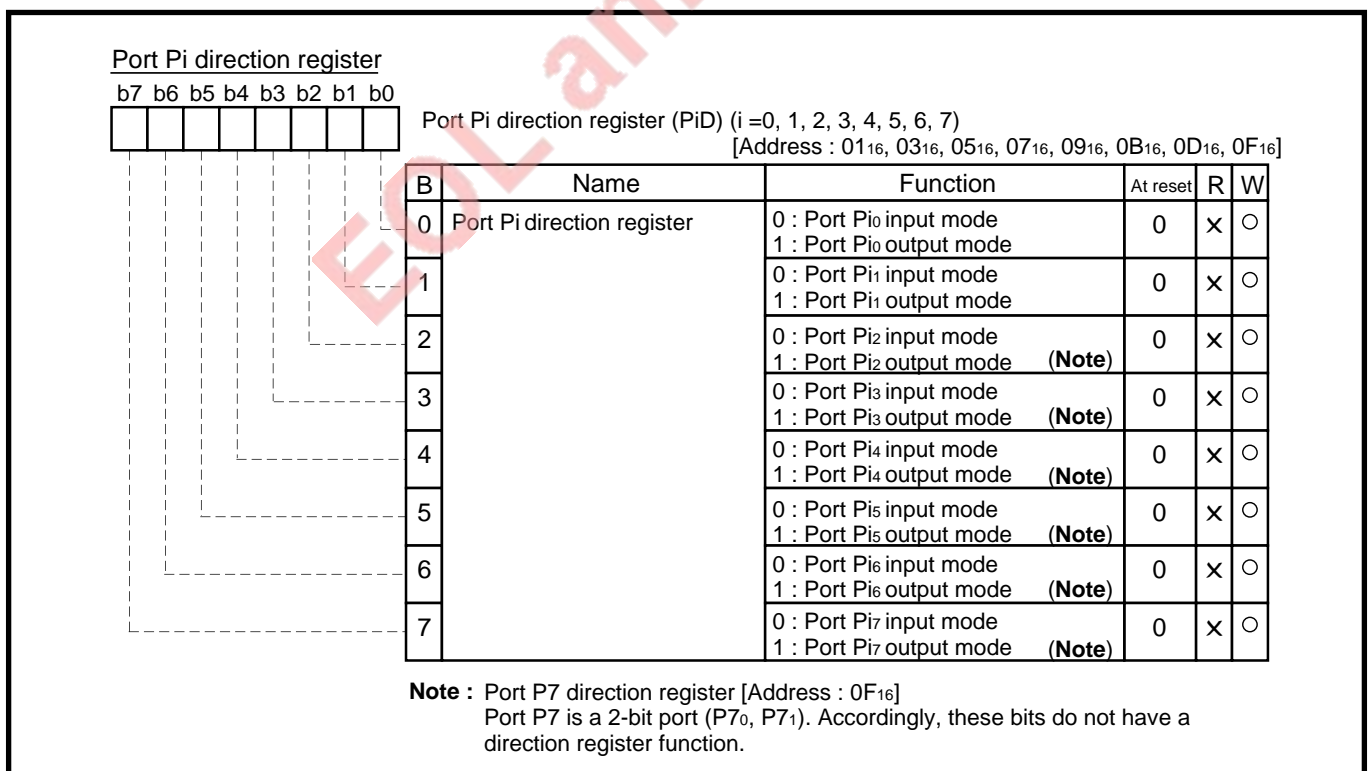 Port Pi direction register
b7 b6 b5 b4 b3 b2 b1 b0
Port Pi direction register (PiD) (i =0, 1, 2, 3, 4, 5, 6, 7)
[Address : 0116, 0316, 0516, 0716, 0916, 0B16, 0D16, 0F16]
B Name Function At reset R W
0 Port Pi direction register 0 : Port Pi0 input mode 0 × ○
1 : Port Pi0 output mode
1 0 : Port Pi1 input mode 0 × ○
1 : Port Pi1 output mode
2 0 : Port Pi2 input mode 0 × ○
1 : Port Pi2 output mode (Note)
3 0 : Port Pi3 input mode 0 × ○
1 : Port Pi3 output mode (Note)
4 0 : Port Pi4 input mode 0 × ○
1 : Port Pi4 output mode (Note)
5 0 : Port Pi5 input mode 0 × ○
1 : Port Pi5 output mode (Note)
6 0 : Port Pi6 input mode 0 × ○
1 : Port Pi6 output mode (Note)
7 0 : Port Pi7 input mode 0 × ○
1 : Port Pi7 output mode (Note)
Note : Port P7 direction register [Address : 0F16]
Port P7 is a 2-bit port (P70, P71). Accordingly, these bits do not have a
direction register function.
EOL an